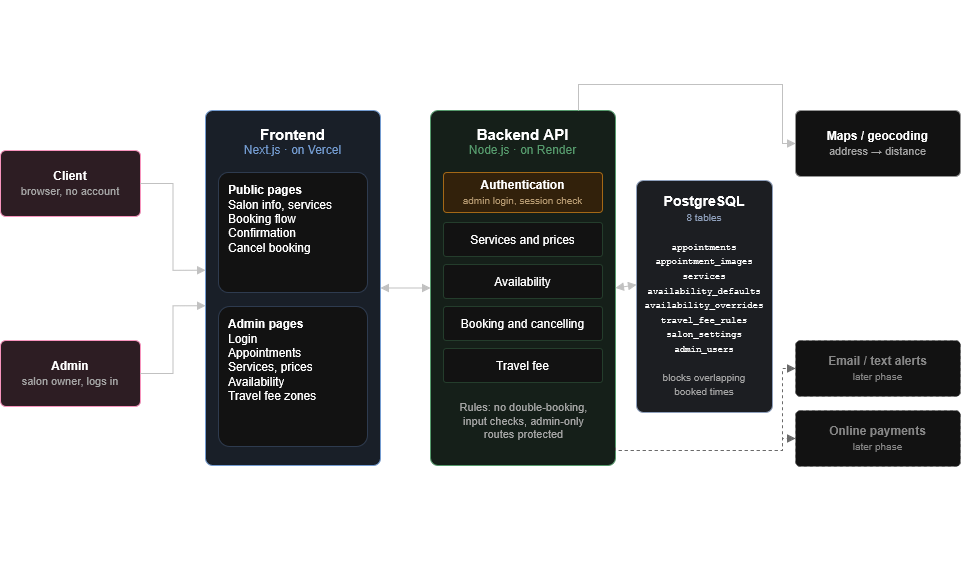 Client
browser, no account
Admin
salon owner, logs in
Frontend
Next.js · on Vercel
Public pages
Salon info, services
Booking flow
Confirmation
Cancel booking
Admin pages
Login
Appointments
Services, prices
Availability
Travel fee zones
Backend API
Node.js · on Render
Authentication
admin login, session check
Services and prices
Availability
Booking and cancelling
Travel fee
Rules: no double-booking,
input checks, admin-only
routes protected
PostgreSQL
8 tables
appointments
appointment_images
services
availability_defaults
availability_overrides
travel_fee_rules
salon_settings
admin_users
blocks overlapping
booked times
Maps / geocoding
address → distance
Email / text alerts
later phase
Online payments
later phase